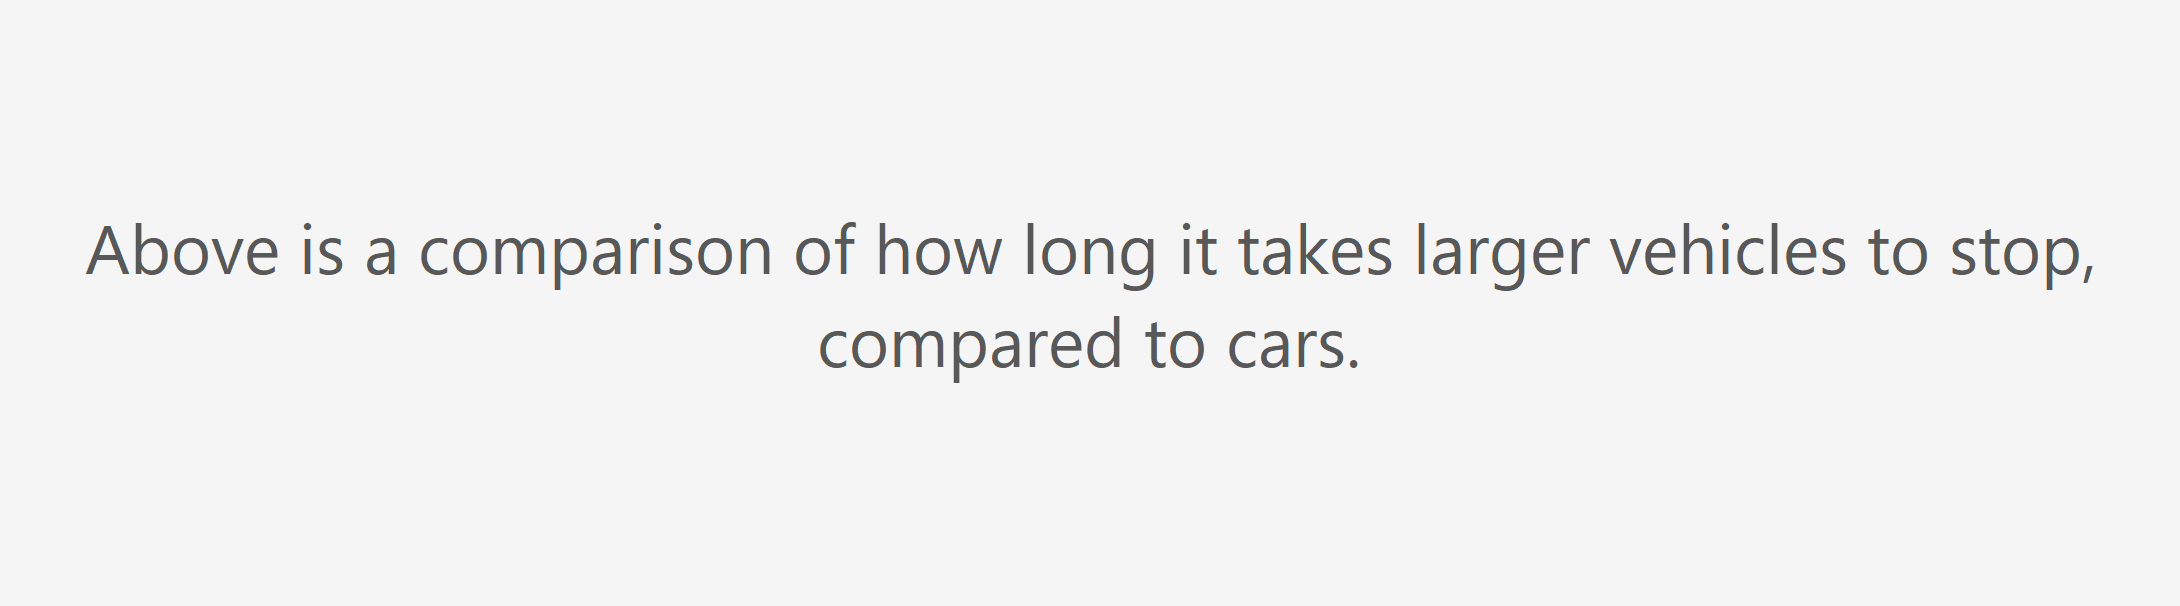 Above is a comparison of how long it takes larger vehicles to stop,
compared to cars.